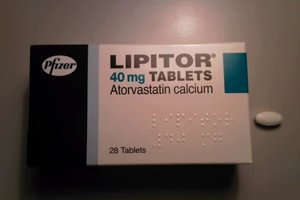 Pfizer
LIPITOR®
40 mg TABLETS
Atorvastatin calcium
28 Tablets